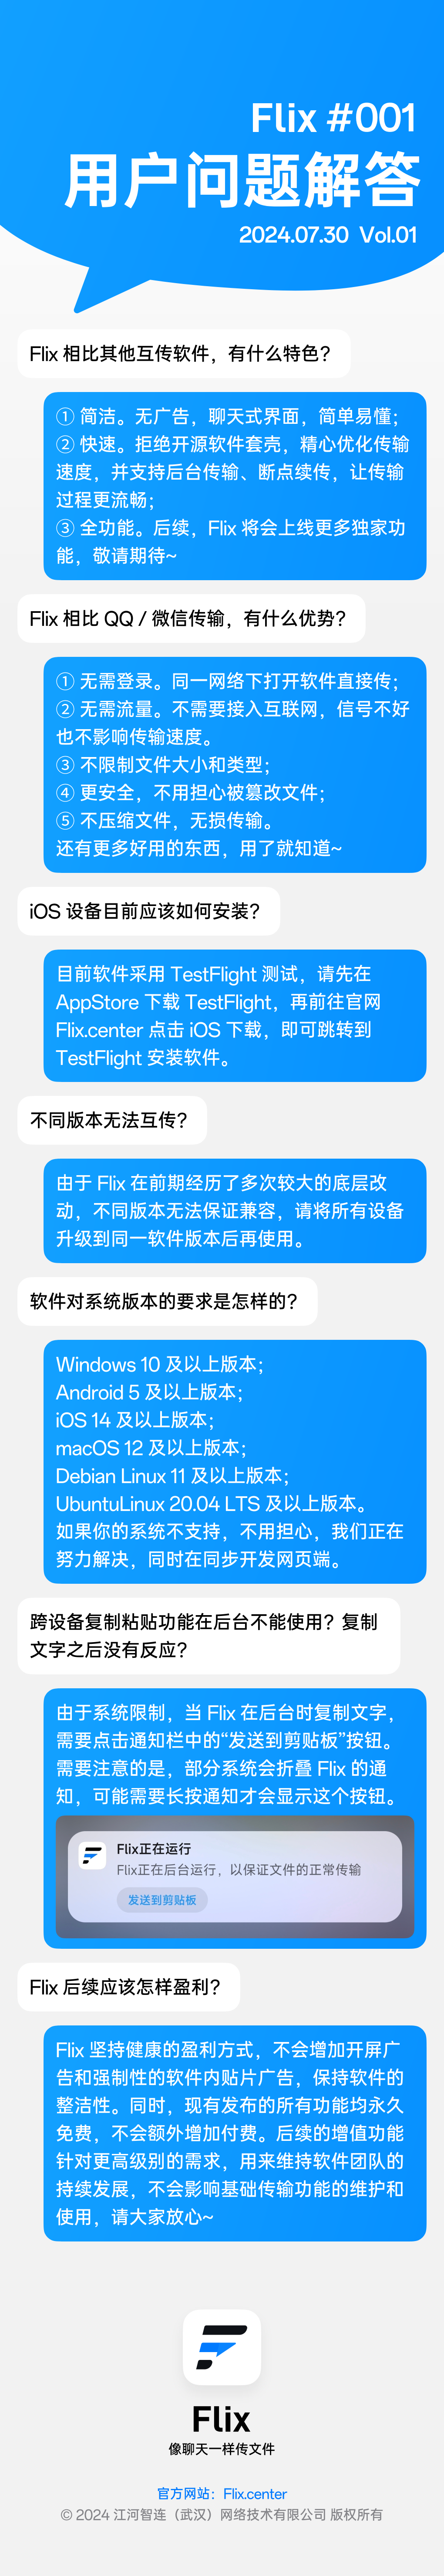 Flix #001
用户问题解答
2024.07.30 Vol.01
Flix 相比其他互传软件，有什么特色？
① 简洁。无广告，聊天式界面，简单易懂；
② 快速。拒绝开源软件套壳，精心优化传输
速度，并支持后台传输、断点续传，让传输
过程更流畅；
③ 全功能。后续，Flix 将会上线更多独家功
能，敬请期待~
Flix 相比 QQ / 微信传输，有什么优势？
① 无需登录。同一网络下打开软件直接传；
② 无需流量。不需要接入互联网，信号不好
也不影响传输速度。
③ 不限制文件大小和类型；
④ 更安全，不用担心被篡改文件；
⑤ 不压缩文件，无损传输。
还有更多好用的东西，用了就知道~
iOS 设备目前应该如何安装？
目前软件采用 TestFlight 测试，请先在
AppStore 下载 TestFlight，再前往官网
Flix.center 点击 iOS 下载，即可跳转到
TestFlight 安装软件。
不同版本无法互传？
由于 Flix 在前期经历了多次较大的底层改
动，不同版本无法保证兼容，请将所有设备
升级到同一软件版本后再使用。
软件对系统版本的要求是怎样的？
Windows 10 及以上版本；
Android 5 及以上版本；
iOS 14 及以上版本；
macOS 12 及以上版本；
Debian Linux 11 及以上版本；
UbuntuLinux 20.04 LTS 及以上版本。
如果你的系统不支持，不用担心，我们正在
努力解决，同时在同步开发网页端。
跨设备复制粘贴功能在后台不能使用？复制
文字之后没有反应？
由于系统限制，当 Flix 在后台时复制文字，
需要点击通知栏中的“发送到剪贴板”按钮。
需要注意的是，部分系统会折叠 Flix 的通
知，可能需要长按通知才会显示这个按钮。
Flix正在运行
Flix正在后台运行，以保证文件的正常传输
发送到剪贴板
Flix 后续应该怎样盈利？
Flix 坚持健康的盈利方式，不会增加开屏广
告和强制性的软件内贴片广告，保持软件的
整洁性。同时，现有发布的所有功能均永久
免费，不会额外增加付费。后续的增值功能
针对更高级别的需求，用来维持软件团队的
持续发展，不会影响基础传输功能的维护和
使用，请大家放心~
Flix
像聊天一样传文件
官方网站：Flix.center
© 2024 江河智连（武汉）网络技术有限公司 版权所有